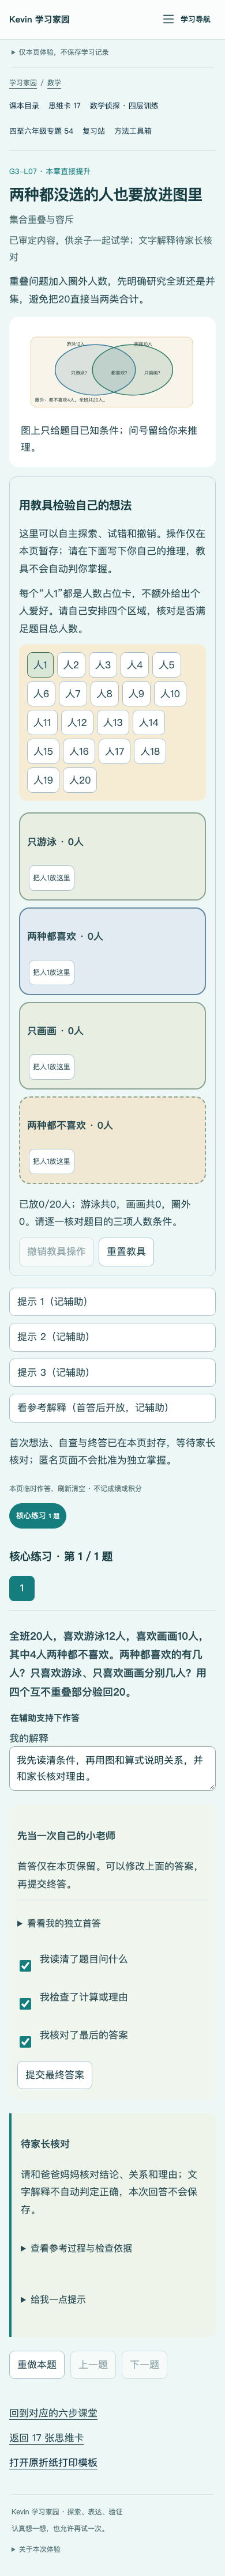 Kevin 学习家园
学习导航
▶ 仅本页体验，不保存学习记录
学习家园 / 数学
课本目录 思维卡 17 数学侦探·四层训练
四至六年级专题 54 复习站 方法工具箱
G3-L07 · 本章直接提升
两种都没选的人也要放进图里
集合重叠与容斥
已审定内容，供亲子一起试学；文字解释待家长核
对
重叠问题加入圈外人数，先明确研究全班还是并
集，避免把20直接当两类合计。
游泳12人
画画10人
只游泳?
都喜欢?
只画画?
圈外：都不喜欢4人。全班共20人。
图上只给题目已知条件；问号留给你来推
理。
用教具检验自己的想法
这里可以自主探索、试错和撤销。操作仅在
本页暂存；请在下面写下你自己的推理，教
具不会自动判你掌握。
每个“人1”都是人数占位卡，不额外给出个
人爱好。请自己安排四个区域，核对是否满
足题目总人数。
人1 人2 人3 人4 人5
人6 人7 人8 人9 人10
人11 人12 人13 人14
人15 人16 人17 人18
人19 人20
只游泳 · 0人
把人1放这里
两种都喜欢 · 0人
把人1放这里
只画画 · 0人
把人1放这里
两种都不喜欢 · 0人
把人1放这里
已放0/20人；游泳共0，画画共0，圈外
0。请逐一核对题目的三项人数条件。
撤销教具操作 重置教具
提示 1（记辅助）
提示 2（记辅助）
提示 3（记辅助）
看参考解释（首答后开放，记辅助）
首次想法、自查与终答已在本页封存，等待家长
核对；匿名页面不会批准为独立掌握。
本页临时作答，刷新清空 · 不记成绩或积分
核心练习 1 题
核心练习 · 第 1 / 1 题
1
全班20人，喜欢游泳12人，喜欢画画10人，
其中4人两种都不喜欢。两种都喜欢的有几
人？只喜欢游泳、只喜欢画画分别几人？用
四个互不重叠部分验回20。
在辅助支持下作答
我的解释
我先读清条件，再用图和算式说明关系，并
和家长核对理由。
先当一次自己的小老师
首答仅在本页保留。可以修改上面的答案，
再提交终答。
▶ 看看我的独立首答
我读清了题目问什么
我检查了计算或理由
我核对了最后的答案
提交最终答案
待家长核对
请和爸爸妈妈核对结论、关系和理由；文
字解释不自动判定正确，本次回答不会保
存。
▶ 查看参考过程与检查依据
▶ 给我一点提示
重做本题 上一题 下一题
回到对应的六步课堂
返回 17 张思维卡
打开原折纸打印模板
Kevin 学习家园 · 探索、表达、验证
认真想一想，也允许再试一次。
▶ 关于本次体验